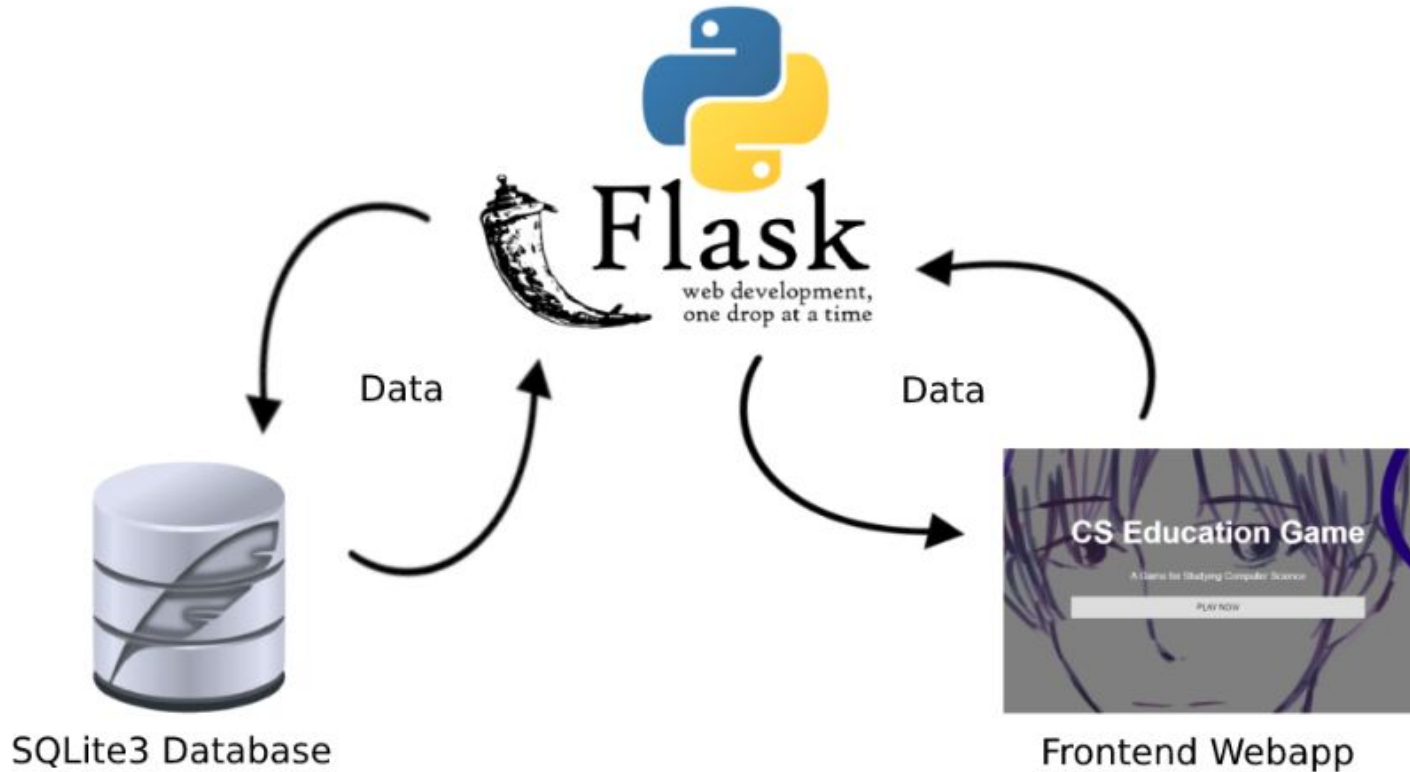 Flask
web development,
one drop at a time
Data
Data
CS Education Game
A Game for Studying Computer Science
PLAY NOW
SQLite3 Database
Frontend Webapp